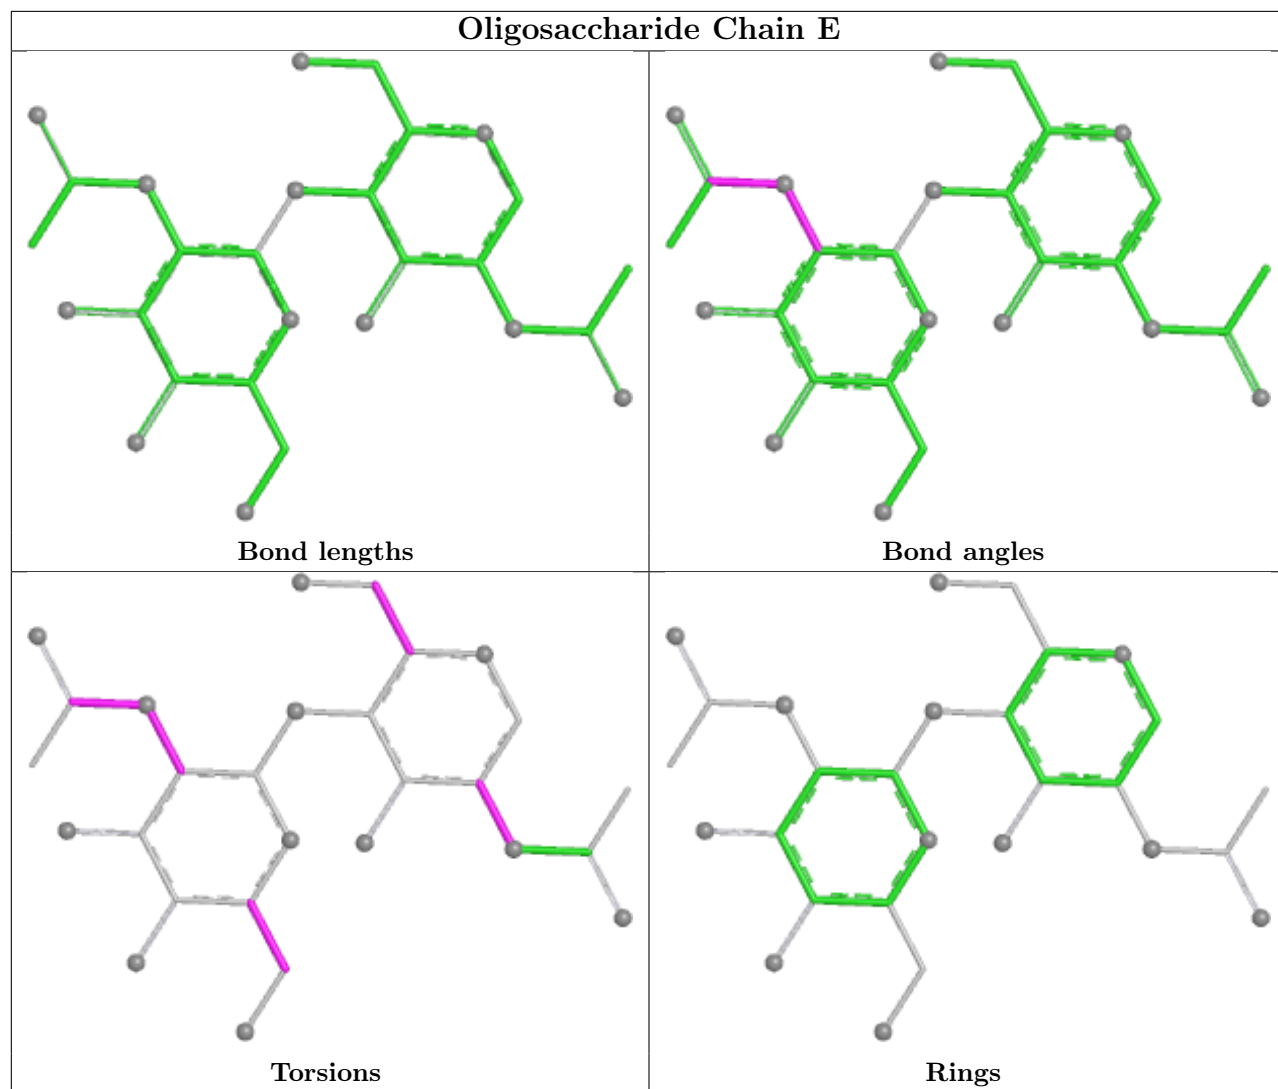 Oligosaccharide Chain E
Bond lengths
Bond angles
Torsions
Rings